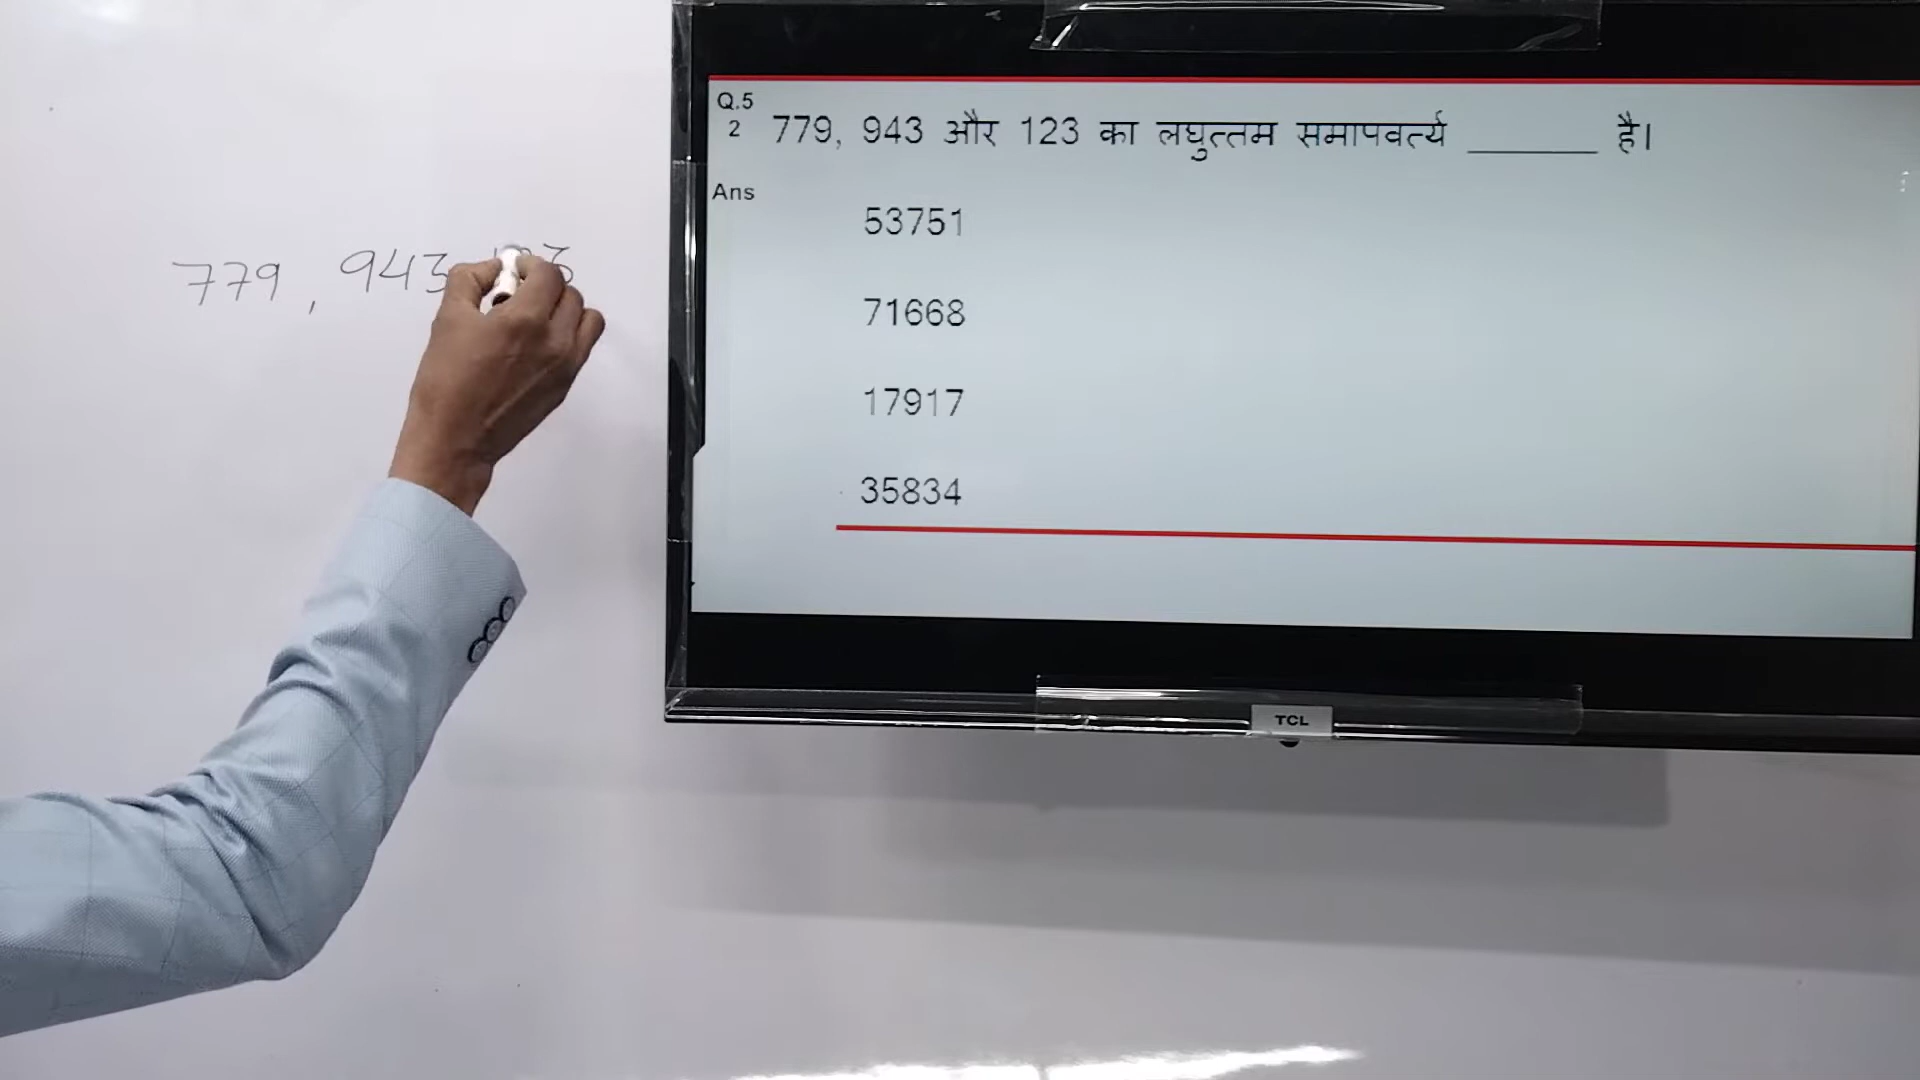 Q.5
2 779, 943 और 123 का लघुत्तम समापवर्त्य ______ है।
Ans
53751
71668
17917
35834
779, 943
TCL